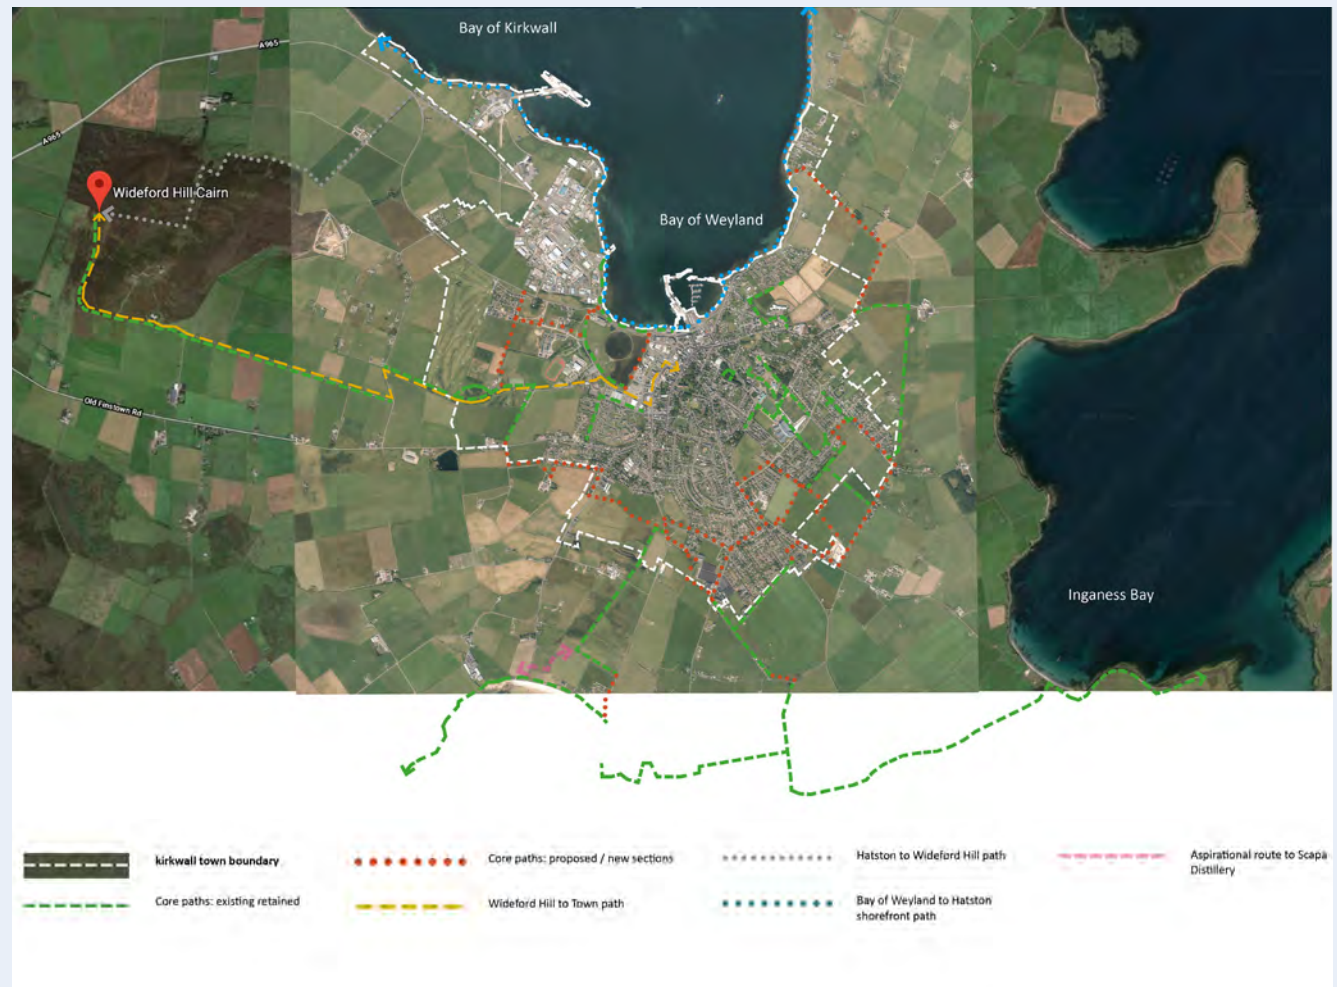 Bay of Kirkwall
A965
A965
Wideford Hill Cairn
Bay of Weyland
Old Finstown Rd
Inganess Bay
kirkwall town boundary
Core paths: existing retained
Core paths: proposed / new sections
Wideford Hill to Town path
Hatston to Wideford Hill path
Bay of Weyland to Hatston
shorefront path
Aspirational route to Scapa
Distillery